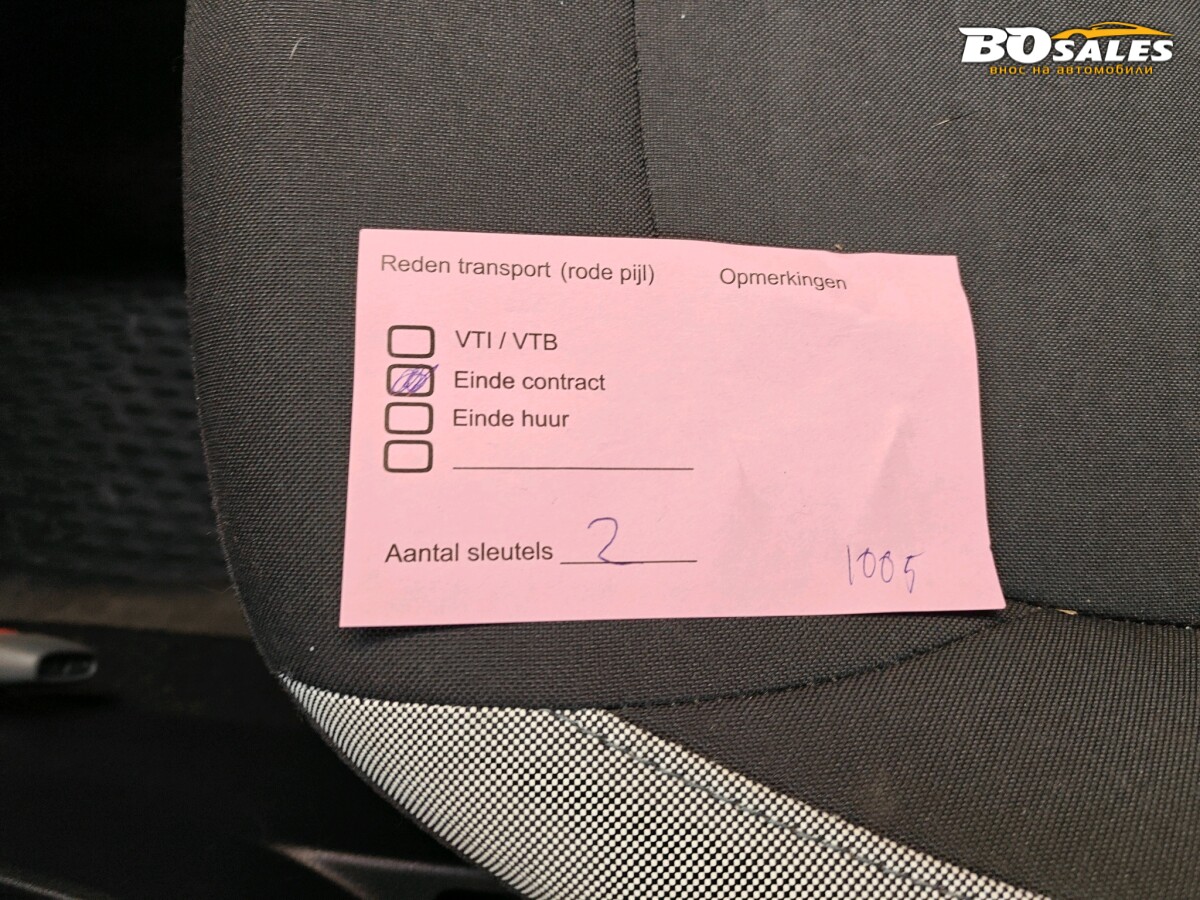 BOSALES
внос на автомобили
Reden transport (rode pijl)
Opmerkingen
VTI / VTB
Einde contract
Einde huur
Aantal sleutels 2
1005